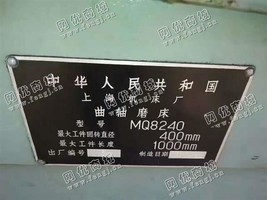 中华人民共和国
上海机床厂
曲轴磨床
型号 MQ8240
最大工件回转直径 400mm
最大工件长度 1000mm
出厂编号 制造日期